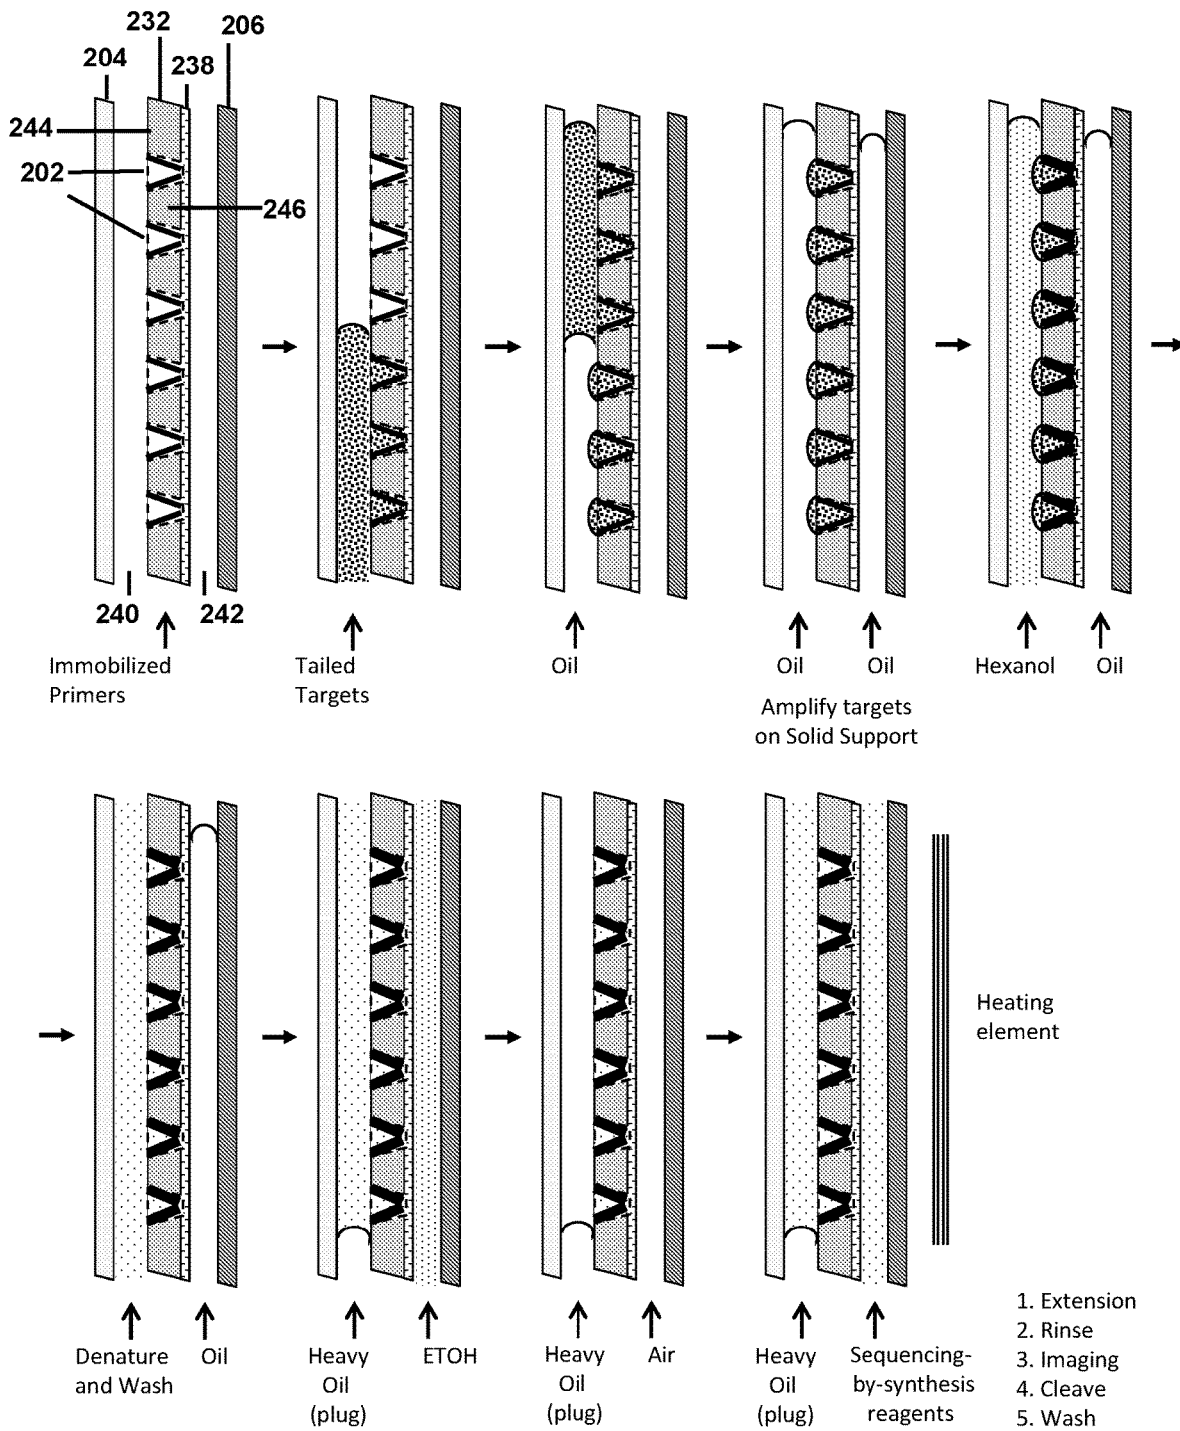 232
206
204
238
244
202
246
240
242
Immobilized
Primers
Tailed
Targets
Oil
Oil
Oil
Amplify targets
on Solid Support
Hexanol
Oil
Heating
element
Denature
and Wash
Oil
Heavy
Oil
(plug)
ETOH
Heavy
Oil
(plug)
Air
Heavy
Oil
(plug)
Sequencing-
by-synthesis
reagents
1. Extension
2. Rinse
3. Imaging
4. Cleave
5. Wash